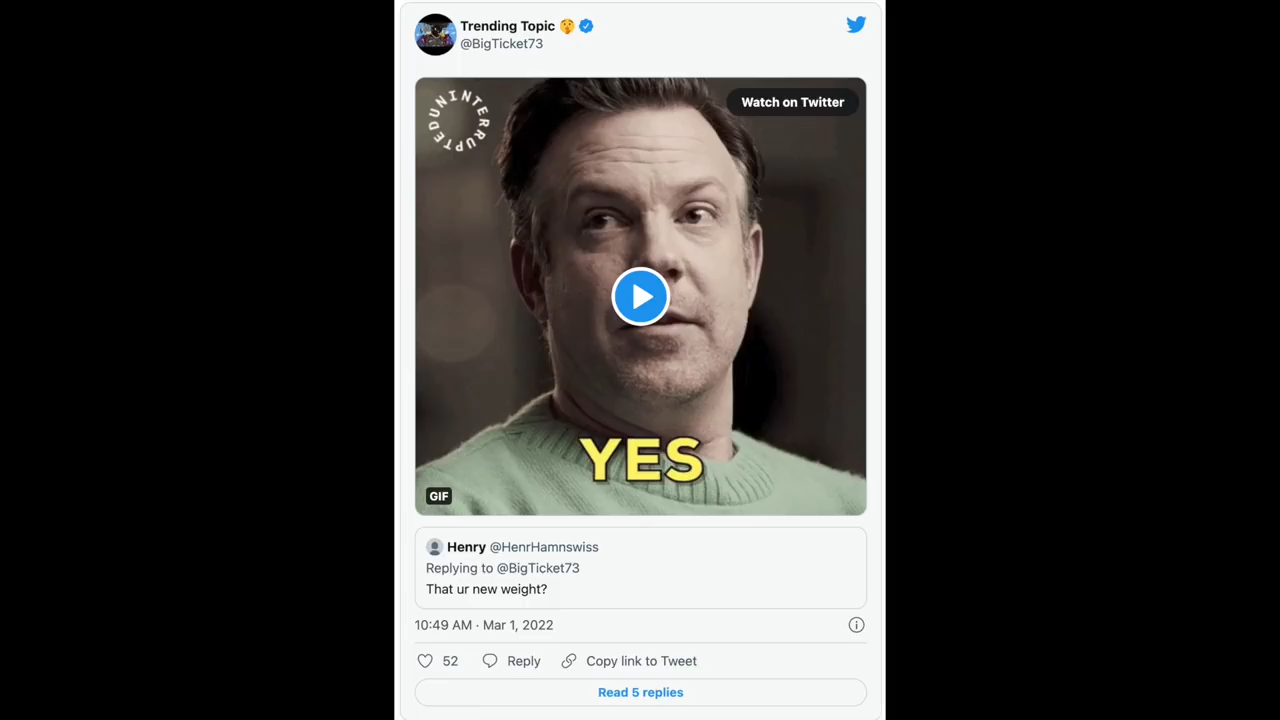 Trending Topic 🤫
@BigTicket73
UNINTERRUPTED
Watch on Twitter
YES
GIF
Henry @HenrHamnswiss
Replying to @BigTicket73
That ur new weight?
10:49 AM · Mar 1, 2022
52 Reply Copy link to Tweet
Read 5 replies